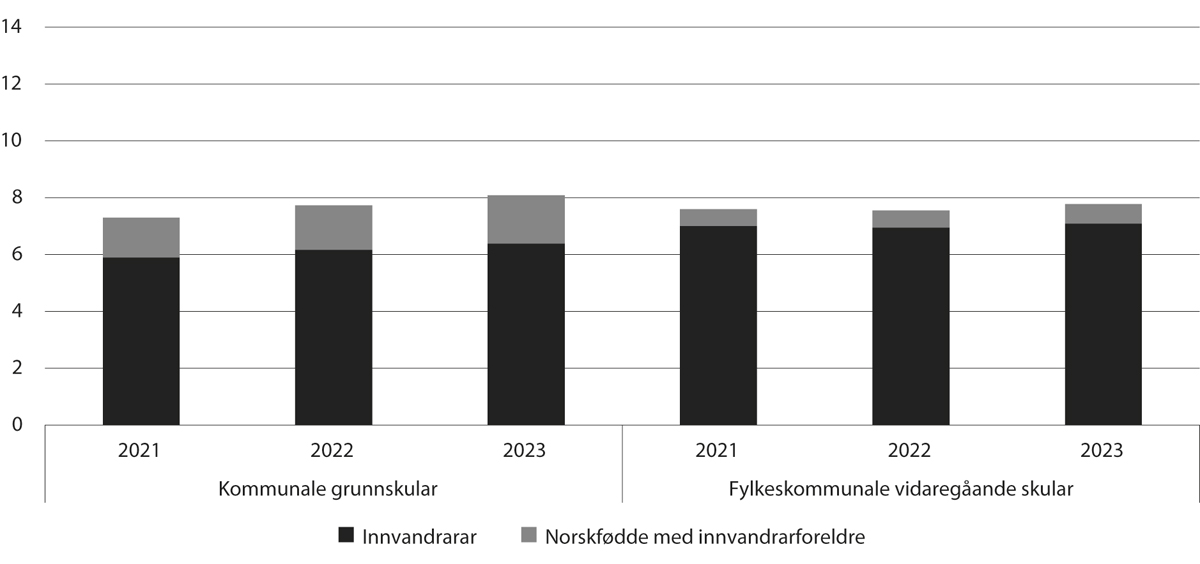 14
12
10
8
6
4
2
0
2021 2022 2023 2021 2022 2023
Kommunale grunnskular Fylkeskommunale vidaregåande skular
Innvandrarar Norskfødde med innvandrarforeldre